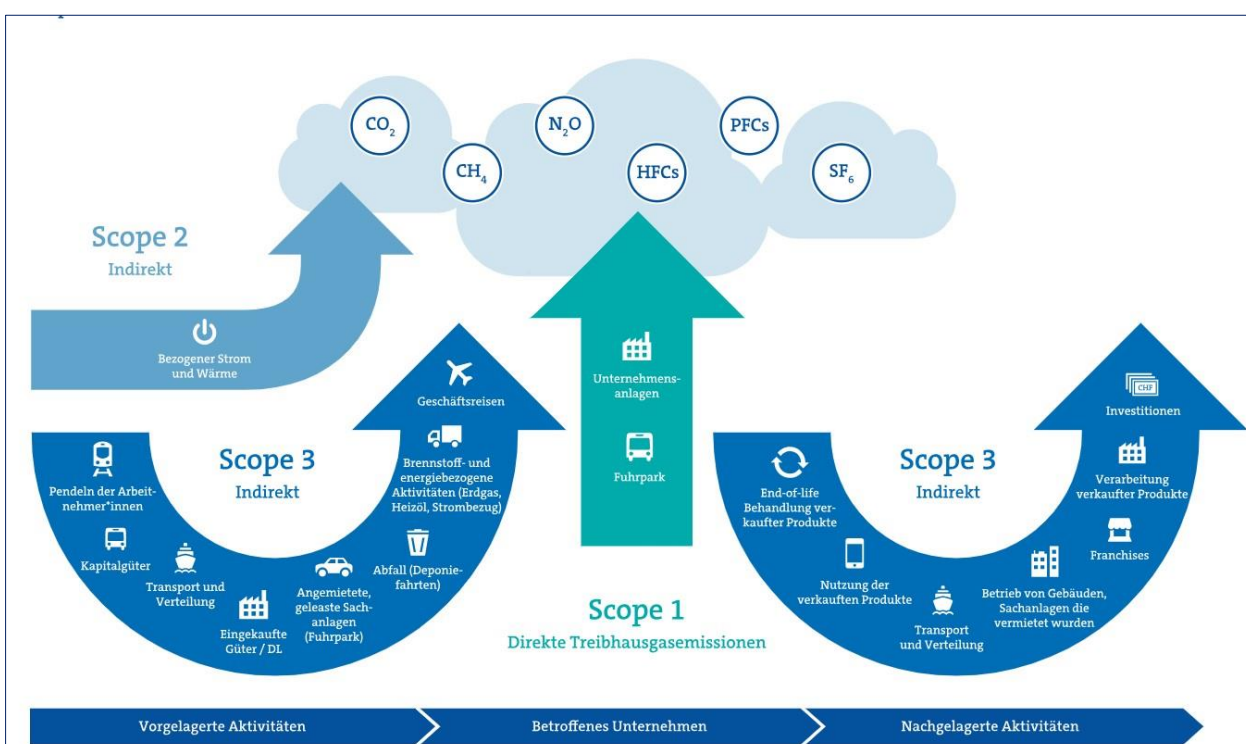 CO₂
N₂O
PFCs
CH₄
HFCs
SF₆
Scope 2
Indirekt
Bezogener Strom
und Wärme
Geschäftsreisen
Scope 3
Indirekt
Pendeln der Arbeit-
nehmer*innen
Brennstoff- und
energiebezogene
Aktivitäten (Erdgas,
Heizöl, Strombezug)
Kapitalgüter
Transport und
Verteilung
Eingekaufte
Güter / DL
Angemietete,
geleaste Sach-
anlagen
(Fuhrpark)
Abfall (Deponie-
fahrten)
Unternehmens-
anlagen
Fuhrpark
Scope 1
Direkte Treibhausgasemissionen
Scope 3
Indirekt
End-of-life
Behandlung ver-
kaufter Produkte
Nutzung der
verkauften Produkte
Transport
und Verteilung
Betrieb von Gebäuden,
Sachanlagen die
vermietet wurden
Franchises
Verarbeitung
verkaufter Produkte
CHF
Investitionen
Vorgelagerte Aktivitäten
Betroffenes Unternehmen
Nachgelagerte Aktivitäten